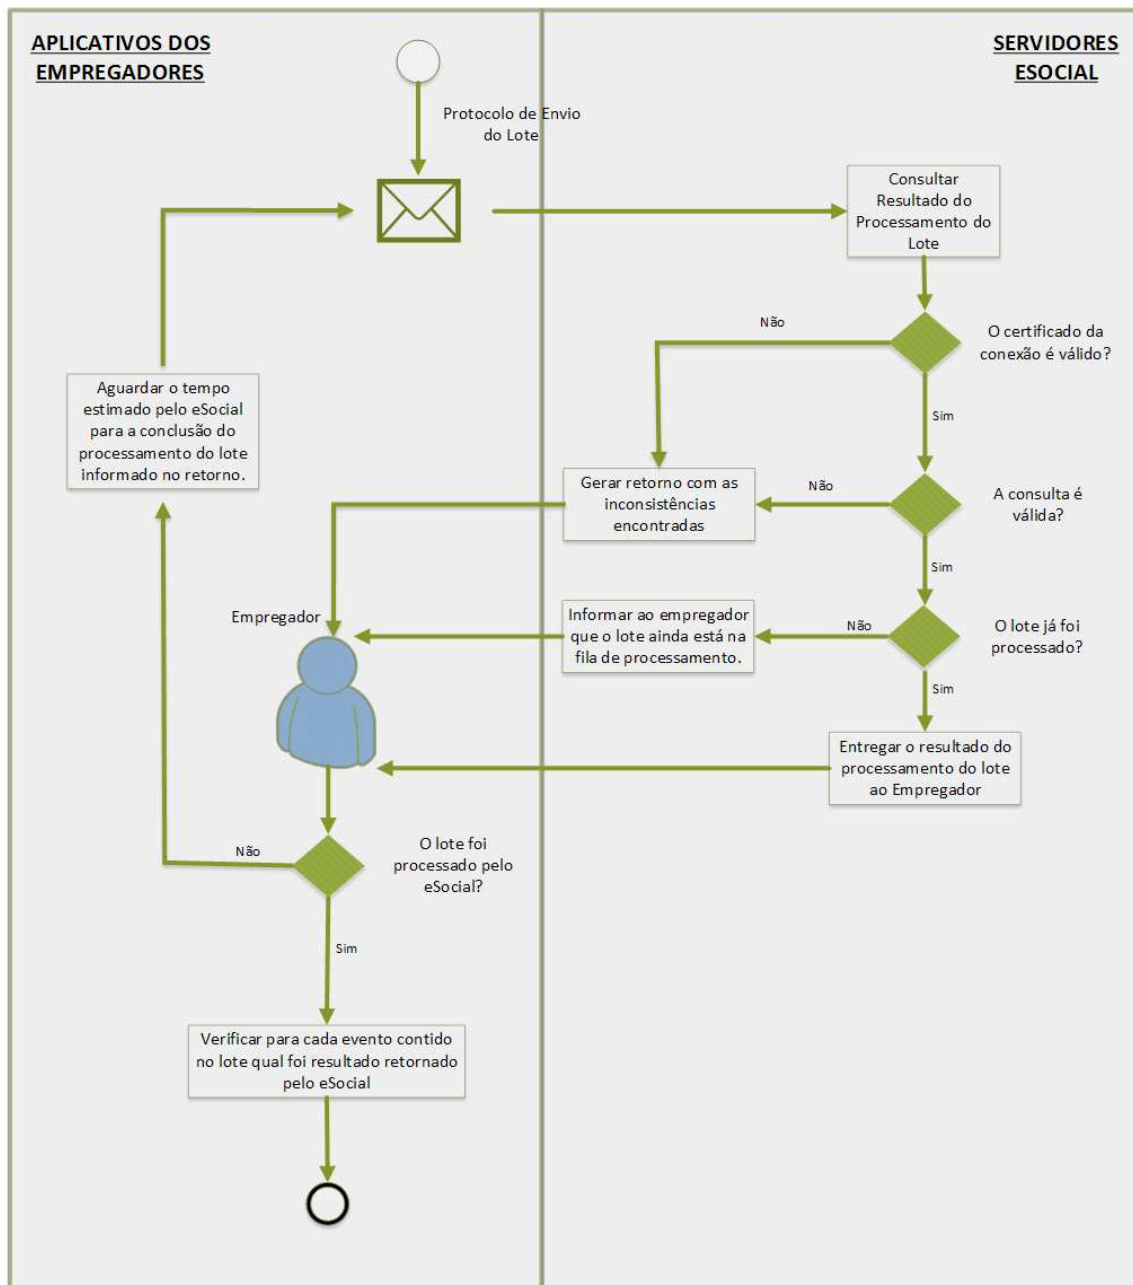 APLICATIVOS DOS
EMPREGADORES
SERVIDORES
ESOCIAL
Protocolo de Envio
do Lote
Consultar
Resultado do
Processamento do
Lote
Não
O certificado da
conexão é válido?
Aguardar o tempo
estimado pelo eSocial
para a conclusão do
processamento do lote
informado no retorno.
Sim
Gerar retorno com as
inconsistências
encontradas
Não
A consulta é
válida?
Sim
Empregador
Informar ao empregador
que o lote ainda está na
fila de processamento.
Não
O lote já foi
processado?
Sim
Entregar o resultado do
processamento do lote
ao Empregador
Não
O lote foi
processado pelo
eSocial?
Sim
Verificar para cada evento contido
no lote qual foi resultado retornado
pelo eSocial